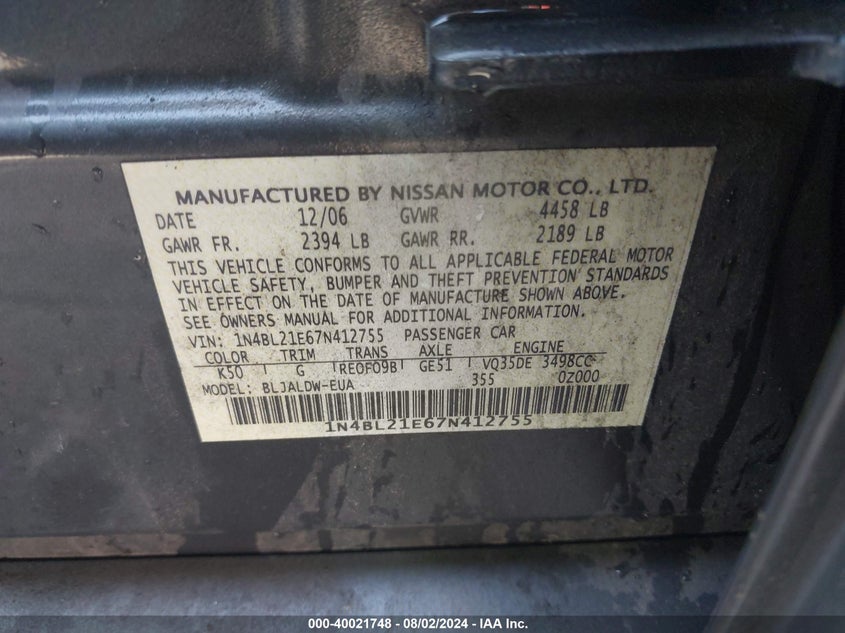 MANUFACTURED BY NISSAN MOTOR CO., LTD.
DATE 12/06 GVWR 4458 LB
GAWR FR. 2394 LB GAWR RR. 2189 LB
THIS VEHICLE CONFORMS TO ALL APPLICABLE FEDERAL MOTOR
VEHICLE SAFETY, BUMPER AND THEFT PREVENTION STANDARDS
IN EFFECT ON THE DATE OF MANUFACTURE SHOWN ABOVE.
SEE OWNERS MANUAL FOR ADDITIONAL INFORMATION.
VIN: 1N4BL21E67N412755 PASSENGER CAR
COLOR TRIM TRANS AXLE ENGINE
K50 G RE0F09B GE51 VQ35DE 3498CC
MODEL: BLJALDW-EUA 355 0Z000
1N4BL21E67N412755
000-40021748 - 08/02/2024 - IAA Inc.